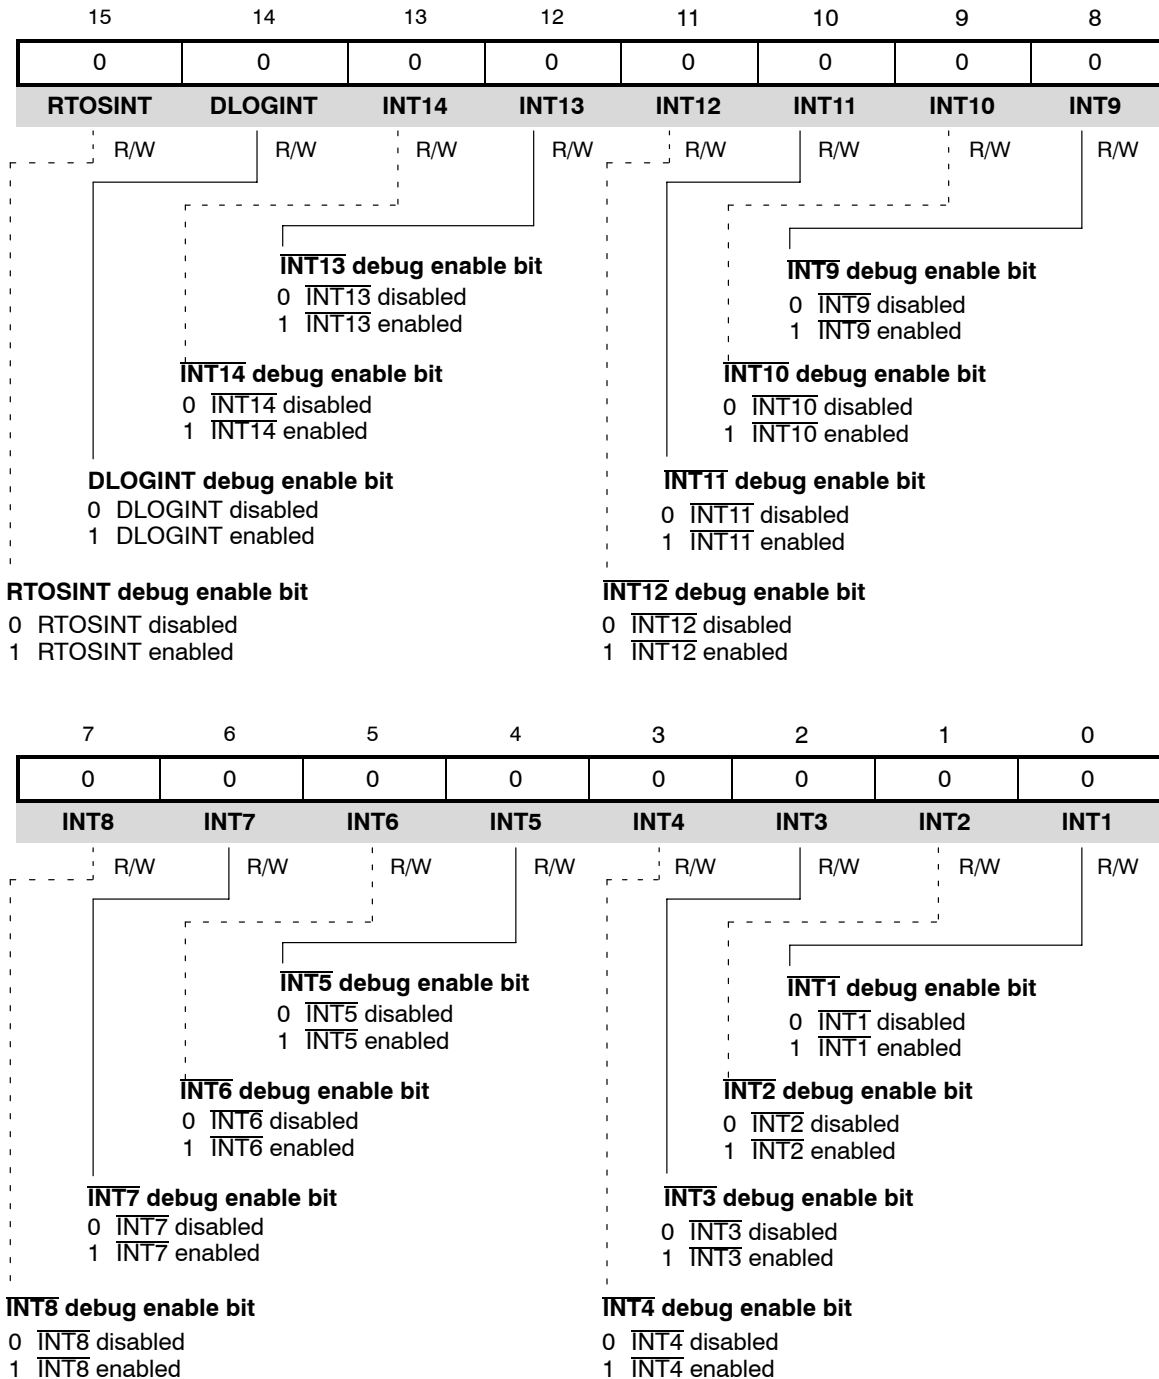 15 14 13 12 11 10 9 8
0 0 0 0 0 0 0 0
RTOSINT DLOGINT INT14 INT13 INT12 INT11 INT10 INT9
R/W R/W R/W R/W R/W R/W R/W R/W
INT13 debug enable bit
0 INT13 disabled
1 INT13 enabled
INT9 debug enable bit
0 INT9 disabled
1 INT9 enabled
INT14 debug enable bit
0 INT14 disabled
1 INT14 enabled
INT10 debug enable bit
0 INT10 disabled
1 INT10 enabled
DLOGINT debug enable bit
0 DLOGINT disabled
1 DLOGINT enabled
INT11 debug enable bit
0 INT11 disabled
1 INT11 enabled
RTOSINT debug enable bit
0 RTOSINT disabled
1 RTOSINT enabled
INT12 debug enable bit
0 INT12 disabled
1 INT12 enabled
7 6 5 4 3 2 1 0
0 0 0 0 0 0 0 0
INT8 INT7 INT6 INT5 INT4 INT3 INT2 INT1
R/W R/W R/W R/W R/W R/W R/W R/W
INT5 debug enable bit
0 INT5 disabled
1 INT5 enabled
INT1 debug enable bit
0 INT1 disabled
1 INT1 enabled
INT6 debug enable bit
0 INT6 disabled
1 INT6 enabled
INT2 debug enable bit
0 INT2 disabled
1 INT2 enabled
INT7 debug enable bit
0 INT7 disabled
1 INT7 enabled
INT3 debug enable bit
0 INT3 disabled
1 INT3 enabled
INT8 debug enable bit
0 INT8 disabled
1 INT8 enabled
INT4 debug enable bit
0 INT4 disabled
1 INT4 enabled